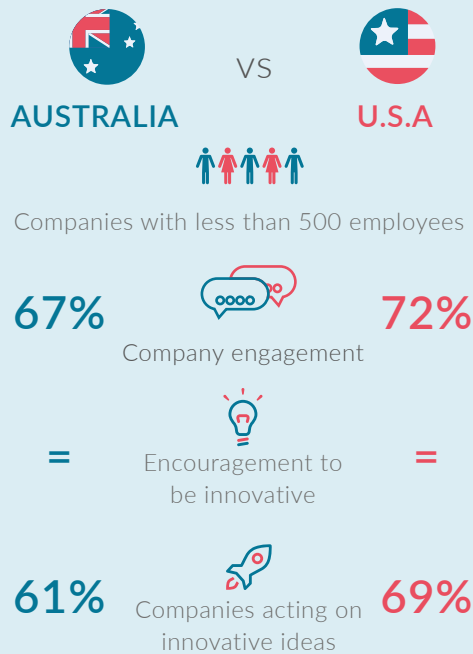 VS
AUSTRALIA U.S.A
Companies with less than 500 employees
67% 72%
Company engagement
= =
Encouragement to
be innovative
61% 69%
Companies acting on
innovative ideas